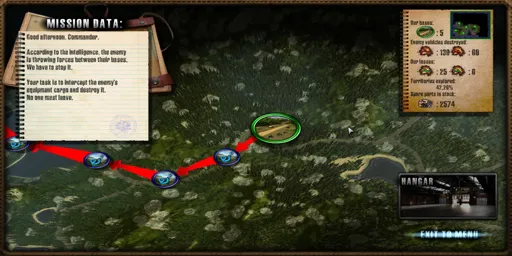 MISSION DATA:
Good afternoon, Commander.
According to the intelligence, the enemy
is throwing forces between their bases.
We have to stop it.
Your task is to intercept the enemy's
equipment cargo and destroy it.
No one must leave.
Our bases:
: 5
Enemy vehicles destroyed:
Our losses:
: 25 : 0
Territories explored:
Spare parts in stock:
: 2574
HANGAR
EXIT TO MENU